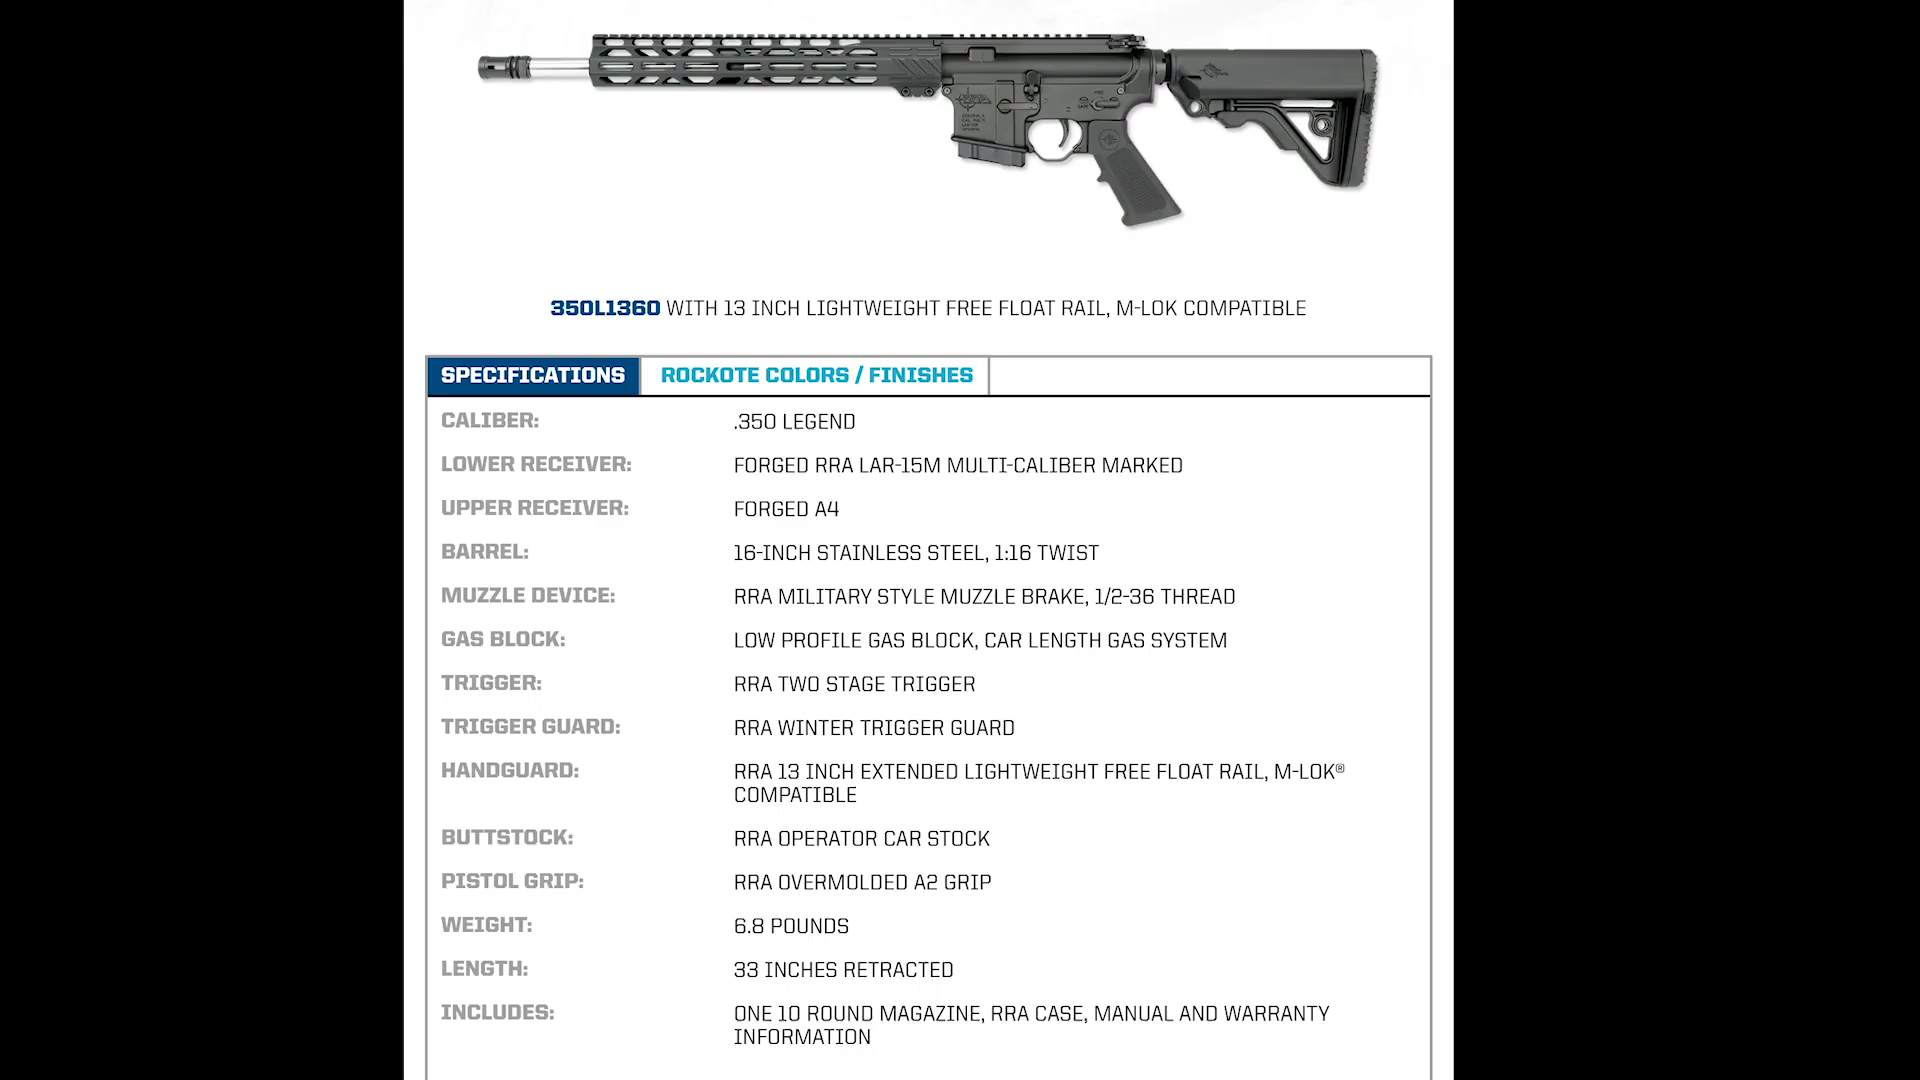 350L1360 WITH 13 INCH LIGHTWEIGHT FREE FLOAT RAIL, M-LOK COMPATIBLE
SPECIFICATIONS ROCKOTE COLORS / FINISHES
CALIBER: .350 LEGEND
LOWER RECEIVER: FORGED RRA LAR-15M MULTI-CALIBER MARKED
UPPER RECEIVER: FORGED A4
BARREL: 16-INCH STAINLESS STEEL, 1:16 TWIST
MUZZLE DEVICE: RRA MILITARY STYLE MUZZLE BRAKE, 1/2-36 THREAD
GAS BLOCK: LOW PROFILE GAS BLOCK, CAR LENGTH GAS SYSTEM
TRIGGER: RRA TWO STAGE TRIGGER
TRIGGER GUARD: RRA WINTER TRIGGER GUARD
HANDGUARD: RRA 13 INCH EXTENDED LIGHTWEIGHT FREE FLOAT RAIL, M-LOK®
COMPATIBLE
BUTTSTOCK: RRA OPERATOR CAR STOCK
PISTOL GRIP: RRA OVERMOLDED A2 GRIP
WEIGHT: 6.8 POUNDS
LENGTH: 33 INCHES RETRACTED
INCLUDES: ONE 10 ROUND MAGAZINE, RRA CASE, MANUAL AND WARRANTY
INFORMATION